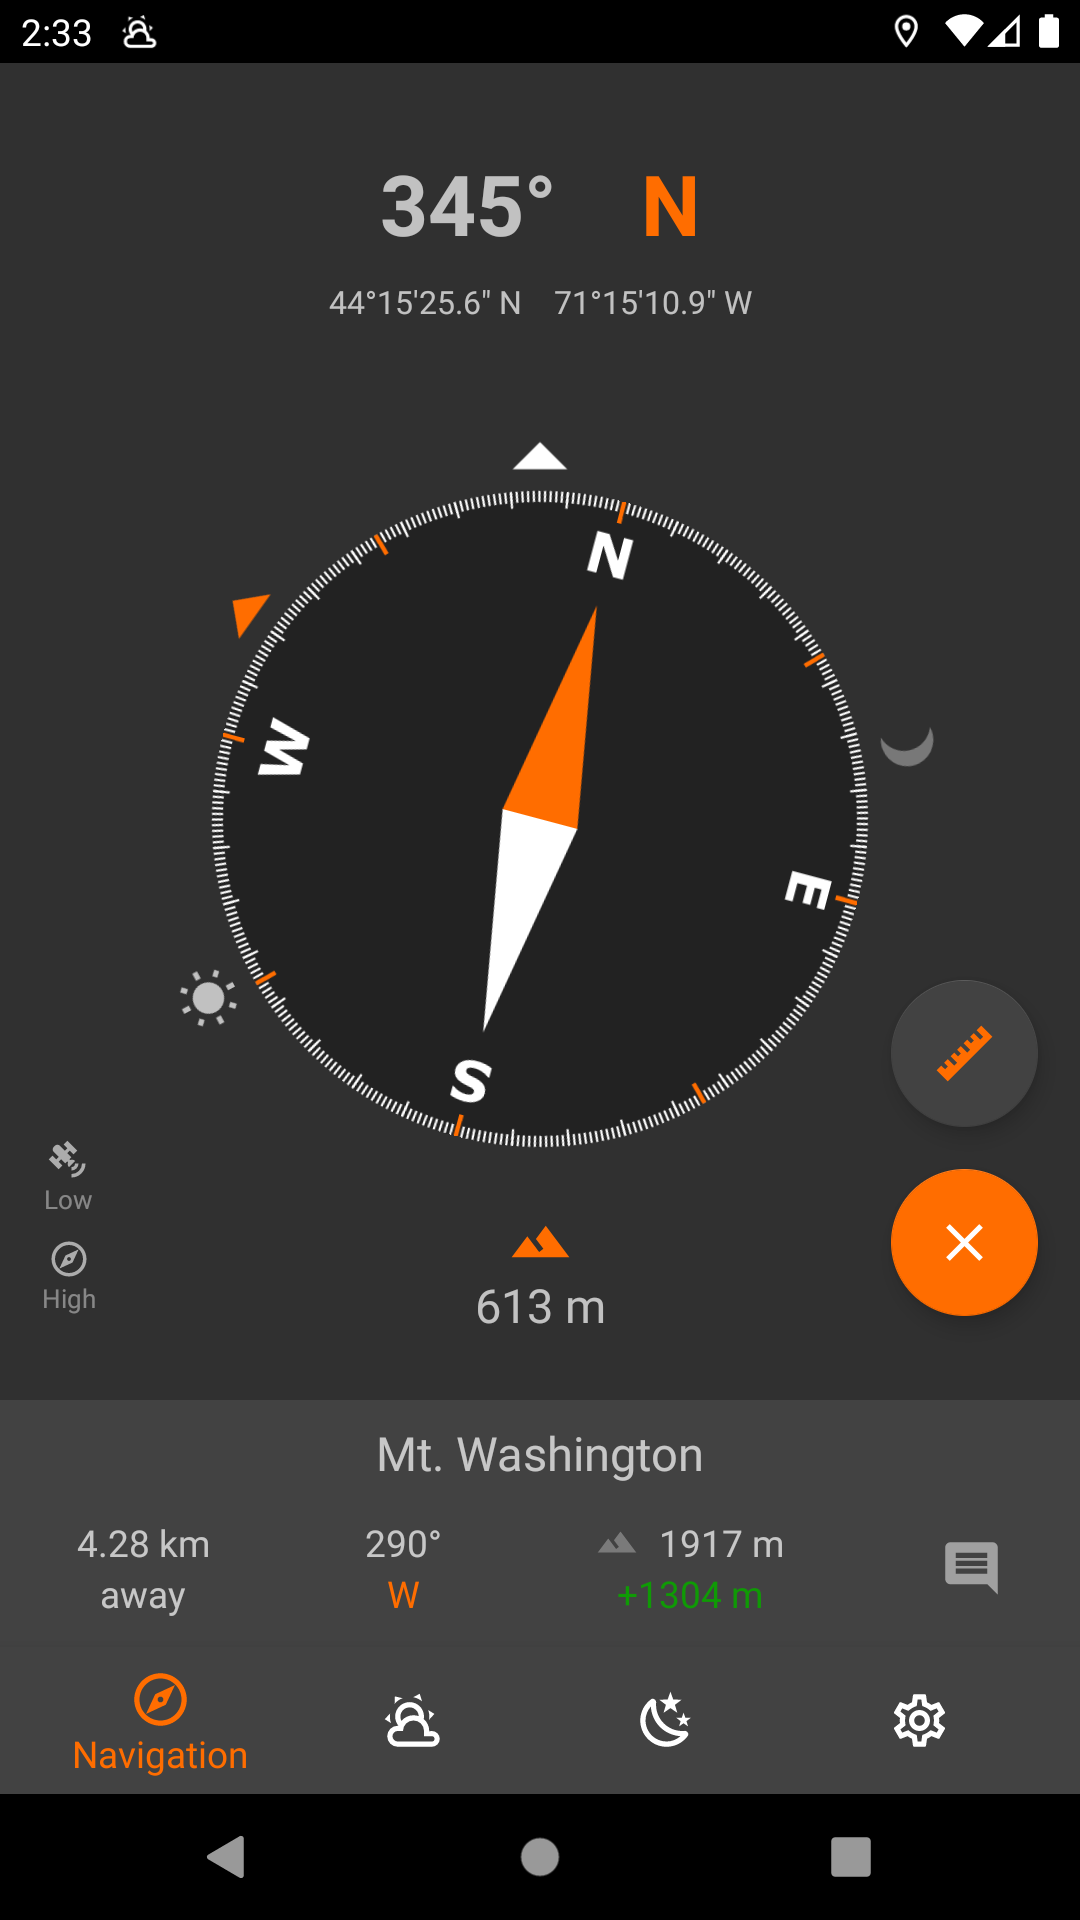 2:33
345° N
44°15'25.6" N 71°15'10.9" W
N
W
E
S
Low
High
613 m
Mt. Washington
4.28 km 290° 1917 m
away W +1304 m
Navigation